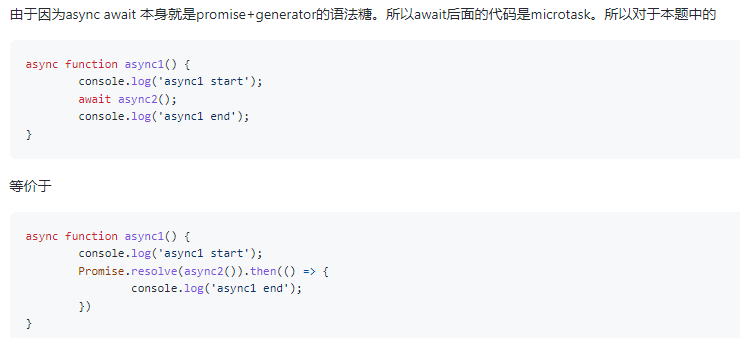 由于因为async await 本身就是promise+generator的语法糖。所以await后面的代码是microtask。所以对于本题中的
async function async1() {
        console.log('async1 start');
        await async2();
        console.log('async1 end');
}
等价于
async function async1() {
        console.log('async1 start');
        Promise.resolve(async2()).then(() => {
                console.log('async1 end');
        })
}